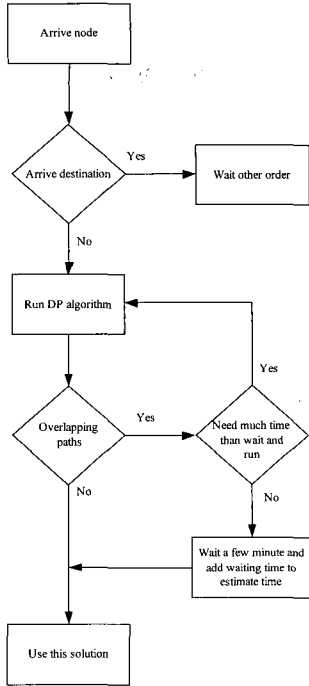 Arrive node
Arrive destination
Yes
Wait other order
No
Run DP algorithm
Yes
Overlapping
paths
Yes
Need much time
than wait and
run
No
No
Wait a few minute and
add waiting time to
estimate time
Use this solution